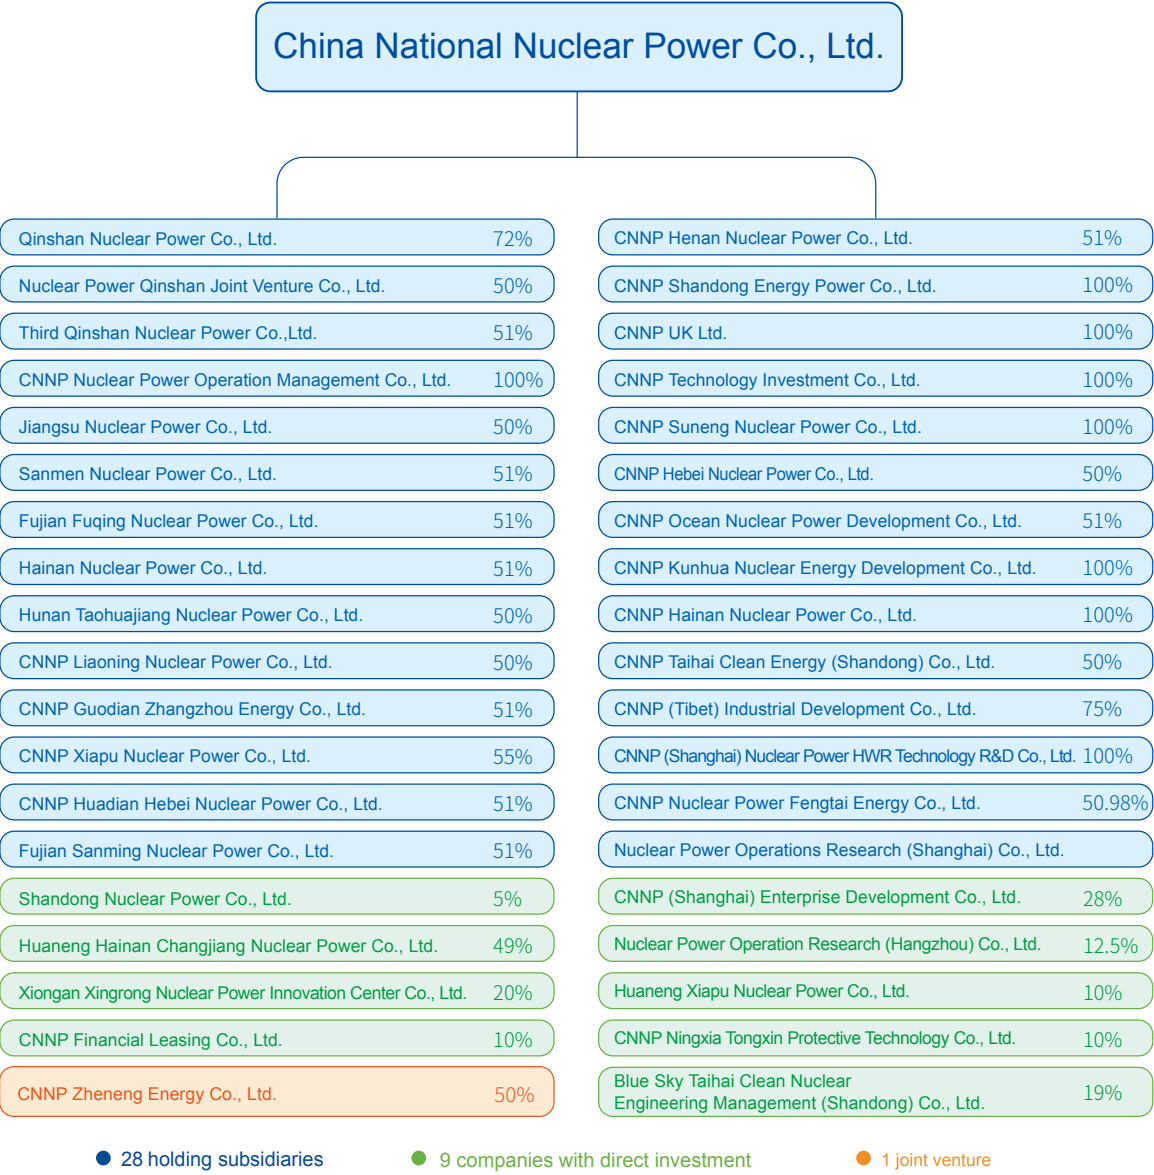 China National Nuclear Power Co., Ltd.
Qinshan Nuclear Power Co., Ltd. 72%
Nuclear Power Qinshan Joint Venture Co., Ltd. 50%
Third Qinshan Nuclear Power Co.,Ltd. 51%
CNNP Nuclear Power Operation Management Co., Ltd. 100%
Jiangsu Nuclear Power Co., Ltd. 50%
Sanmen Nuclear Power Co., Ltd. 51%
Fujian Fuqing Nuclear Power Co., Ltd. 51%
Hainan Nuclear Power Co., Ltd. 51%
Hunan Taohuajiang Nuclear Power Co., Ltd. 50%
CNNP Liaoning Nuclear Power Co., Ltd. 50%
CNNP Guodian Zhangzhou Energy Co., Ltd. 51%
CNNP Xiapu Nuclear Power Co., Ltd. 55%
CNNP Huadian Hebei Nuclear Power Co., Ltd. 51%
Fujian Sanming Nuclear Power Co., Ltd. 51%
Shandong Nuclear Power Co., Ltd. 5%
Huaneng Hainan Changjiang Nuclear Power Co., Ltd. 49%
Xiongan Xingrong Nuclear Power Innovation Center Co., Ltd. 20%
CNNP Financial Leasing Co., Ltd. 10%
CNNP Zheneng Energy Co., Ltd. 50%
CNNP Henan Nuclear Power Co., Ltd. 51%
CNNP Shandong Energy Power Co., Ltd. 100%
CNNP UK Ltd. 100%
CNNP Technology Investment Co., Ltd. 100%
CNNP Suneng Nuclear Power Co., Ltd. 100%
CNNP Hebei Nuclear Power Co., Ltd. 50%
CNNP Ocean Nuclear Power Development Co., Ltd. 51%
CNNP Kunhua Nuclear Energy Development Co., Ltd. 100%
CNNP Hainan Nuclear Power Co., Ltd. 100%
CNNP Taihai Clean Energy (Shandong) Co., Ltd. 50%
CNNP (Tibet) Industrial Development Co., Ltd. 75%
CNNP (Shanghai) Nuclear Power HWR Technology R&D Co., Ltd. 100%
CNNP Nuclear Power Fengtai Energy Co., Ltd. 50.98%
Nuclear Power Operations Research (Shanghai) Co., Ltd.
CNNP (Shanghai) Enterprise Development Co., Ltd. 28%
Nuclear Power Operation Research (Hangzhou) Co., Ltd. 12.5%
Huaneng Xiapu Nuclear Power Co., Ltd. 10%
CNNP Ningxia Tongxin Protective Technology Co., Ltd. 10%
Blue Sky Taihai Clean Nuclear
Engineering Management (Shandong) Co., Ltd. 19%
28 holding subsidiaries
9 companies with direct investment
1 joint venture